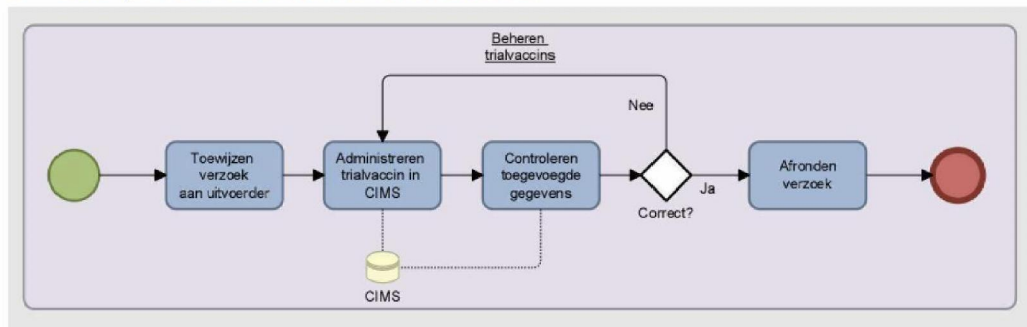 Beheren
trialvaccins
Nee
Toewijzen
verzoek
aan uitvoerder
Administreren
trialvaccin in
CIMS
Controleren
toegevoegde
gegevens
Correct?
Ja
Afronden
verzoek
CIMS